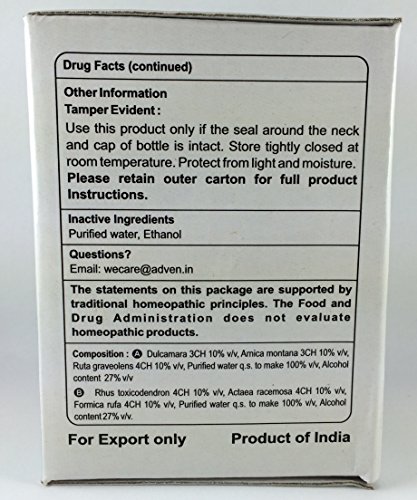 Drug Facts (continued)
Other Information
Tamper Evident :
Use this product only if the seal around the neck
and cap of bottle is intact. Store tightly closed at
room temperature. Protect from light and moisture.
Please retain outer carton for full product
Instructions.
Inactive Ingredients
Purified water, Ethanol
Questions?
Email: wecare@adven.in
The statements on this package are supported by
traditional homeopathic principles. The Food and
Drug Administration does not evaluate
homeopathic products.
Composition : A Dulcamara 3CH 10% v/v, Arnica montana 3CH 10% v/v,
Ruta graveolens 4CH 10% v/v, Purified water q.s. to make 100% v/v, Alcohol
content 27% v/v
B Rhus toxicodendron 4CH 10% v/v, Actaea racemosa 4CH 10% v/v,
Formica rufa 4CH 10% v/v, Purified water q.s. to make 100% v/v, Alcohol
content 27% v/v.
For Export only Product of India